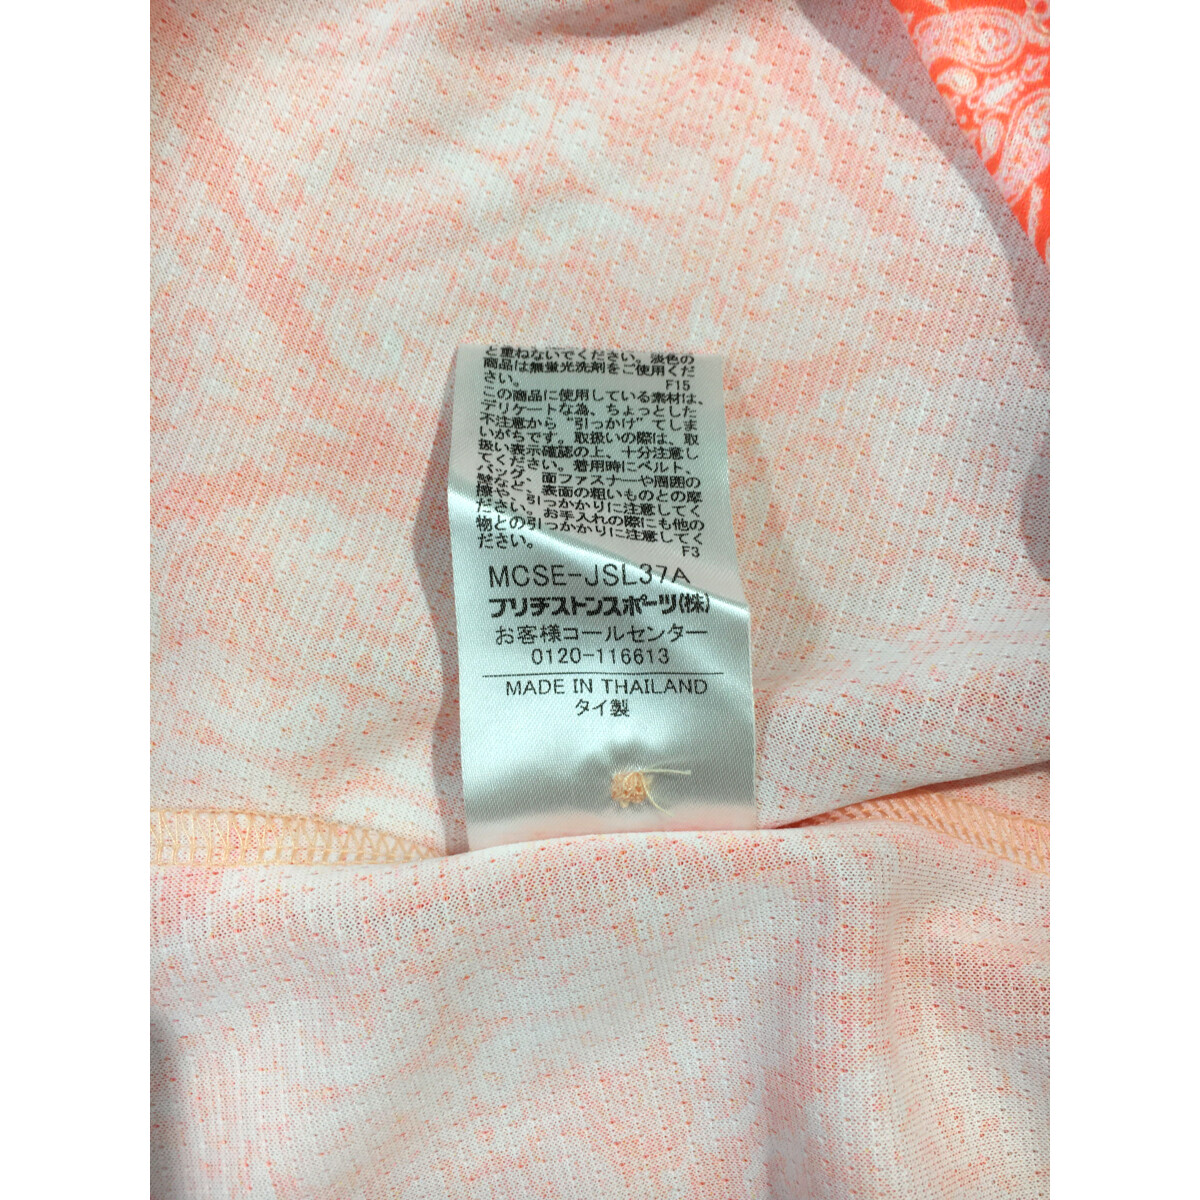 と重ねないでください。淡色の
商品は無蛍光洗剤をご使用くだ
さい。 F15
この商品に使用している素材は、
デリケートな為、ちょっとした
不注意から"引っかけ"てしま
いがちです。取扱いの際は、取
扱い表示確認の上、十分注意し
てください。着用時にベルト、
バッグ、面ファスナーや周囲の
壁など、表面の粗いものとの摩
擦や、引っかかりに注意してく
ださい。お手入れの際にも他の
物との引っかかりに注意してく
ださい。 F3
MCSE-JSL37A
ブリヂストンスポーツ(株)
お客様コールセンター
0120-116613
MADE IN THAILAND
タイ製